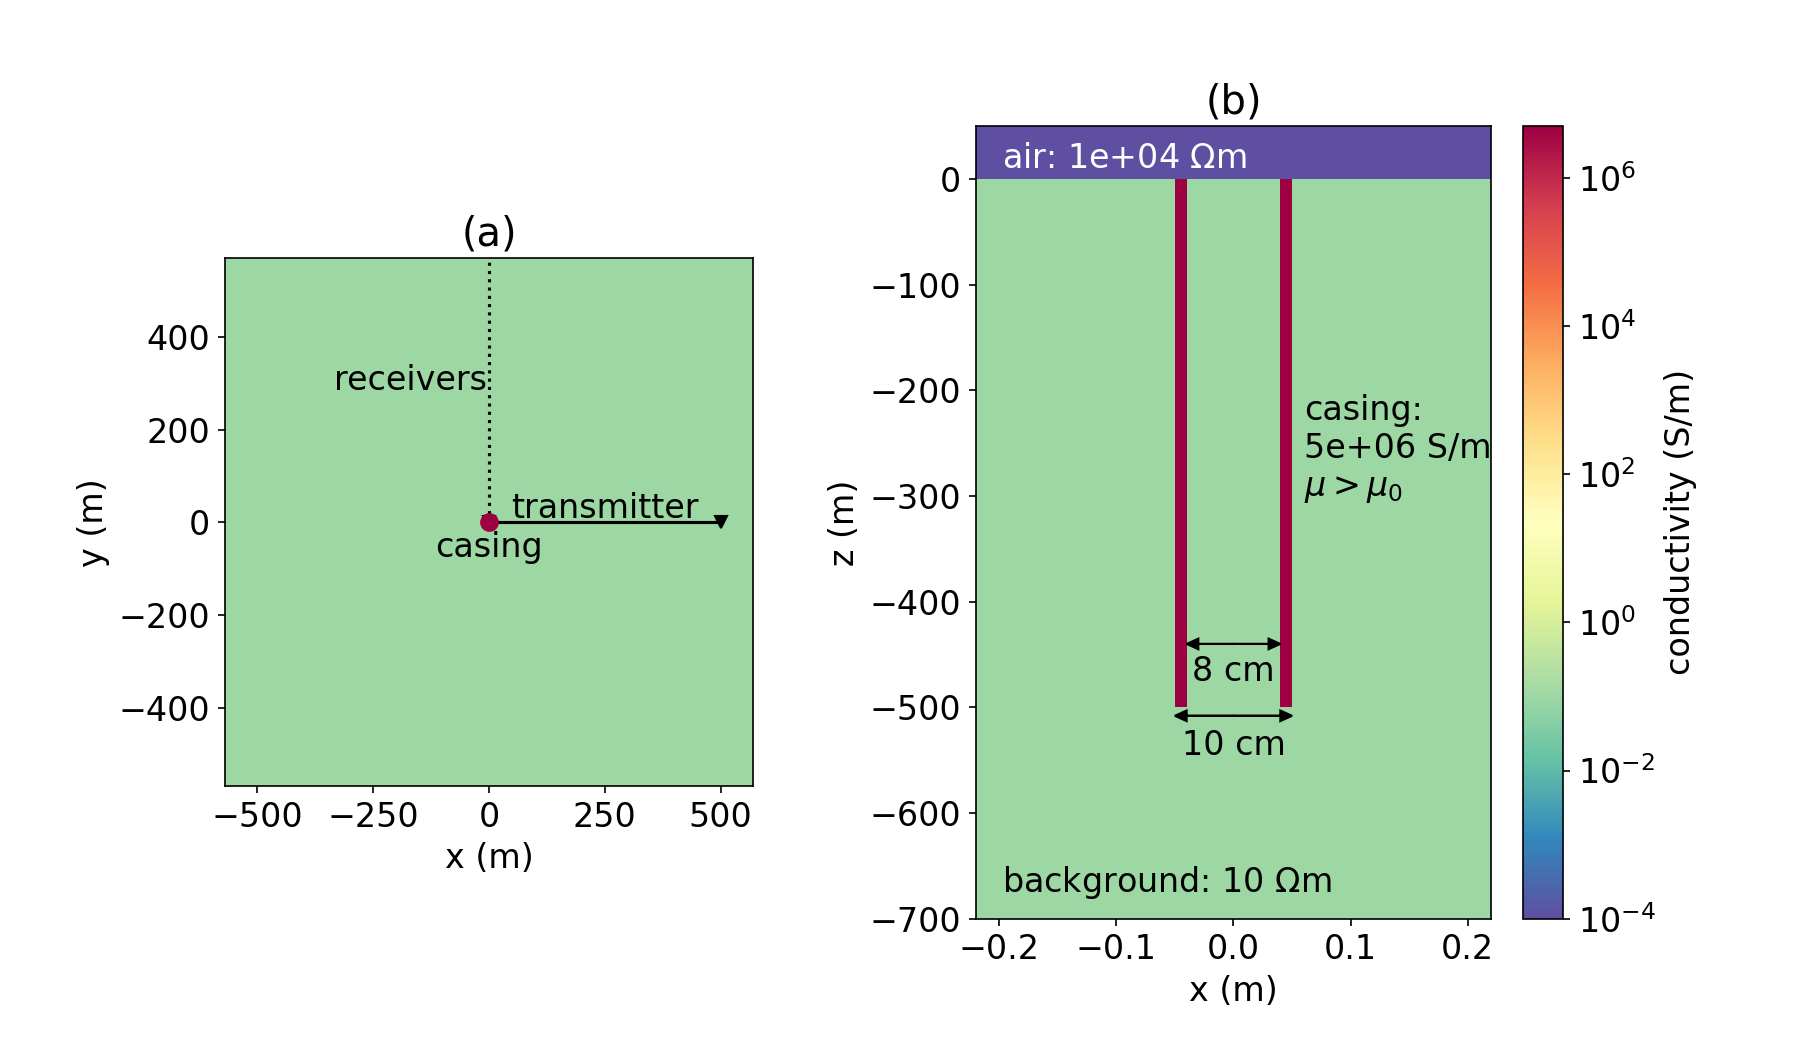 (a)
400
200
0
−200
−400
y (m)
receivers
transmitter
casing
−500 −250 0 250 500
x (m)
(b)
air: 1e+04 Ωm
0
−100
−200
−300
−400
−500
−600
−700
z (m)
casing:
5e+06 S/m
μ > μ₀
8 cm
10 cm
background: 10 Ωm
−0.2 −0.1 0.0 0.1 0.2
x (m)
10⁶
10⁴
10²
10⁰
10⁻²
10⁻⁴
conductivity (S/m)